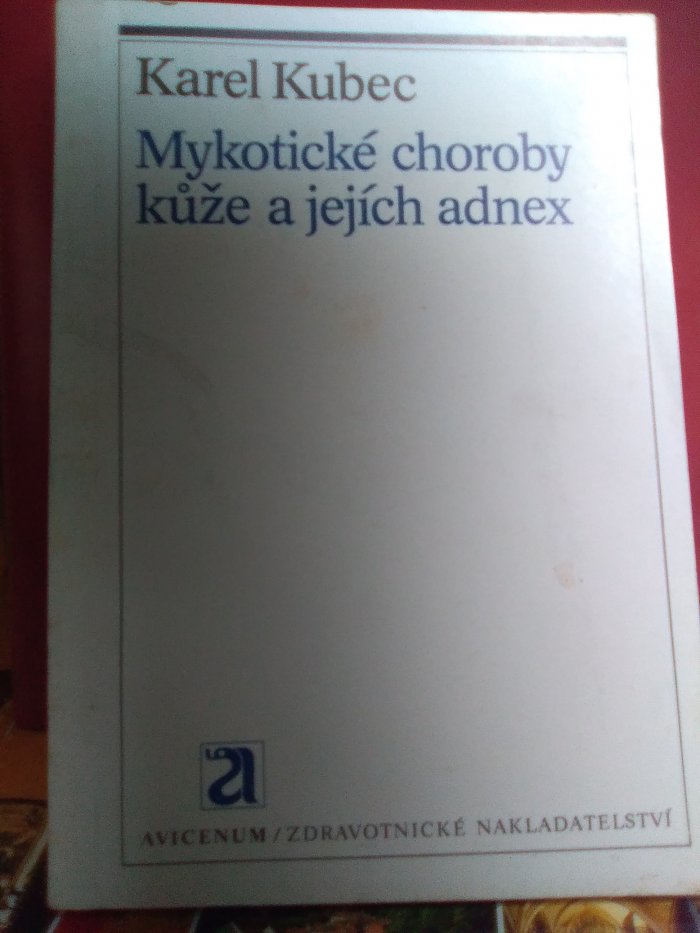 Karel Kubec
Mykotické choroby
kůže a jejích adnex
AVICENUM/ZDRAVOTNICKÉ NAKLADATELSTVÍ